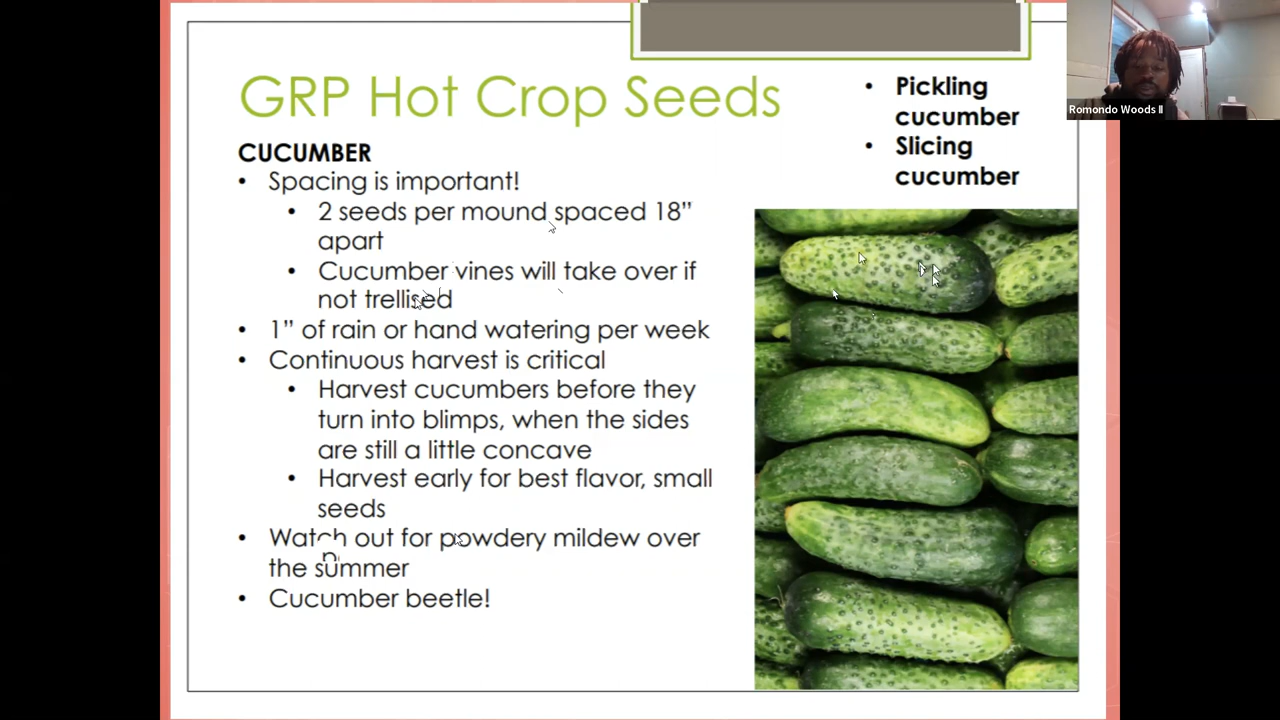 GRP Hot Crop Seeds
• Pickling
cucumber
• Slicing
cucumber
Romondo Woods II
CUCUMBER
• Spacing is important!
• 2 seeds per mound spaced 18”
apart
• Cucumber vines will take over if
not trellised
• 1” of rain or hand watering per week
• Continuous harvest is critical
• Harvest cucumbers before they
turn into blimps, when the sides
are still a little concave
• Harvest early for best flavor, small
seeds
• Watch out for powdery mildew over
the summer
• Cucumber beetle!